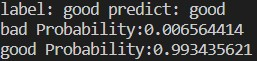 label: good predict: good
bad Probability:0.006564414
good Probability:0.993435621